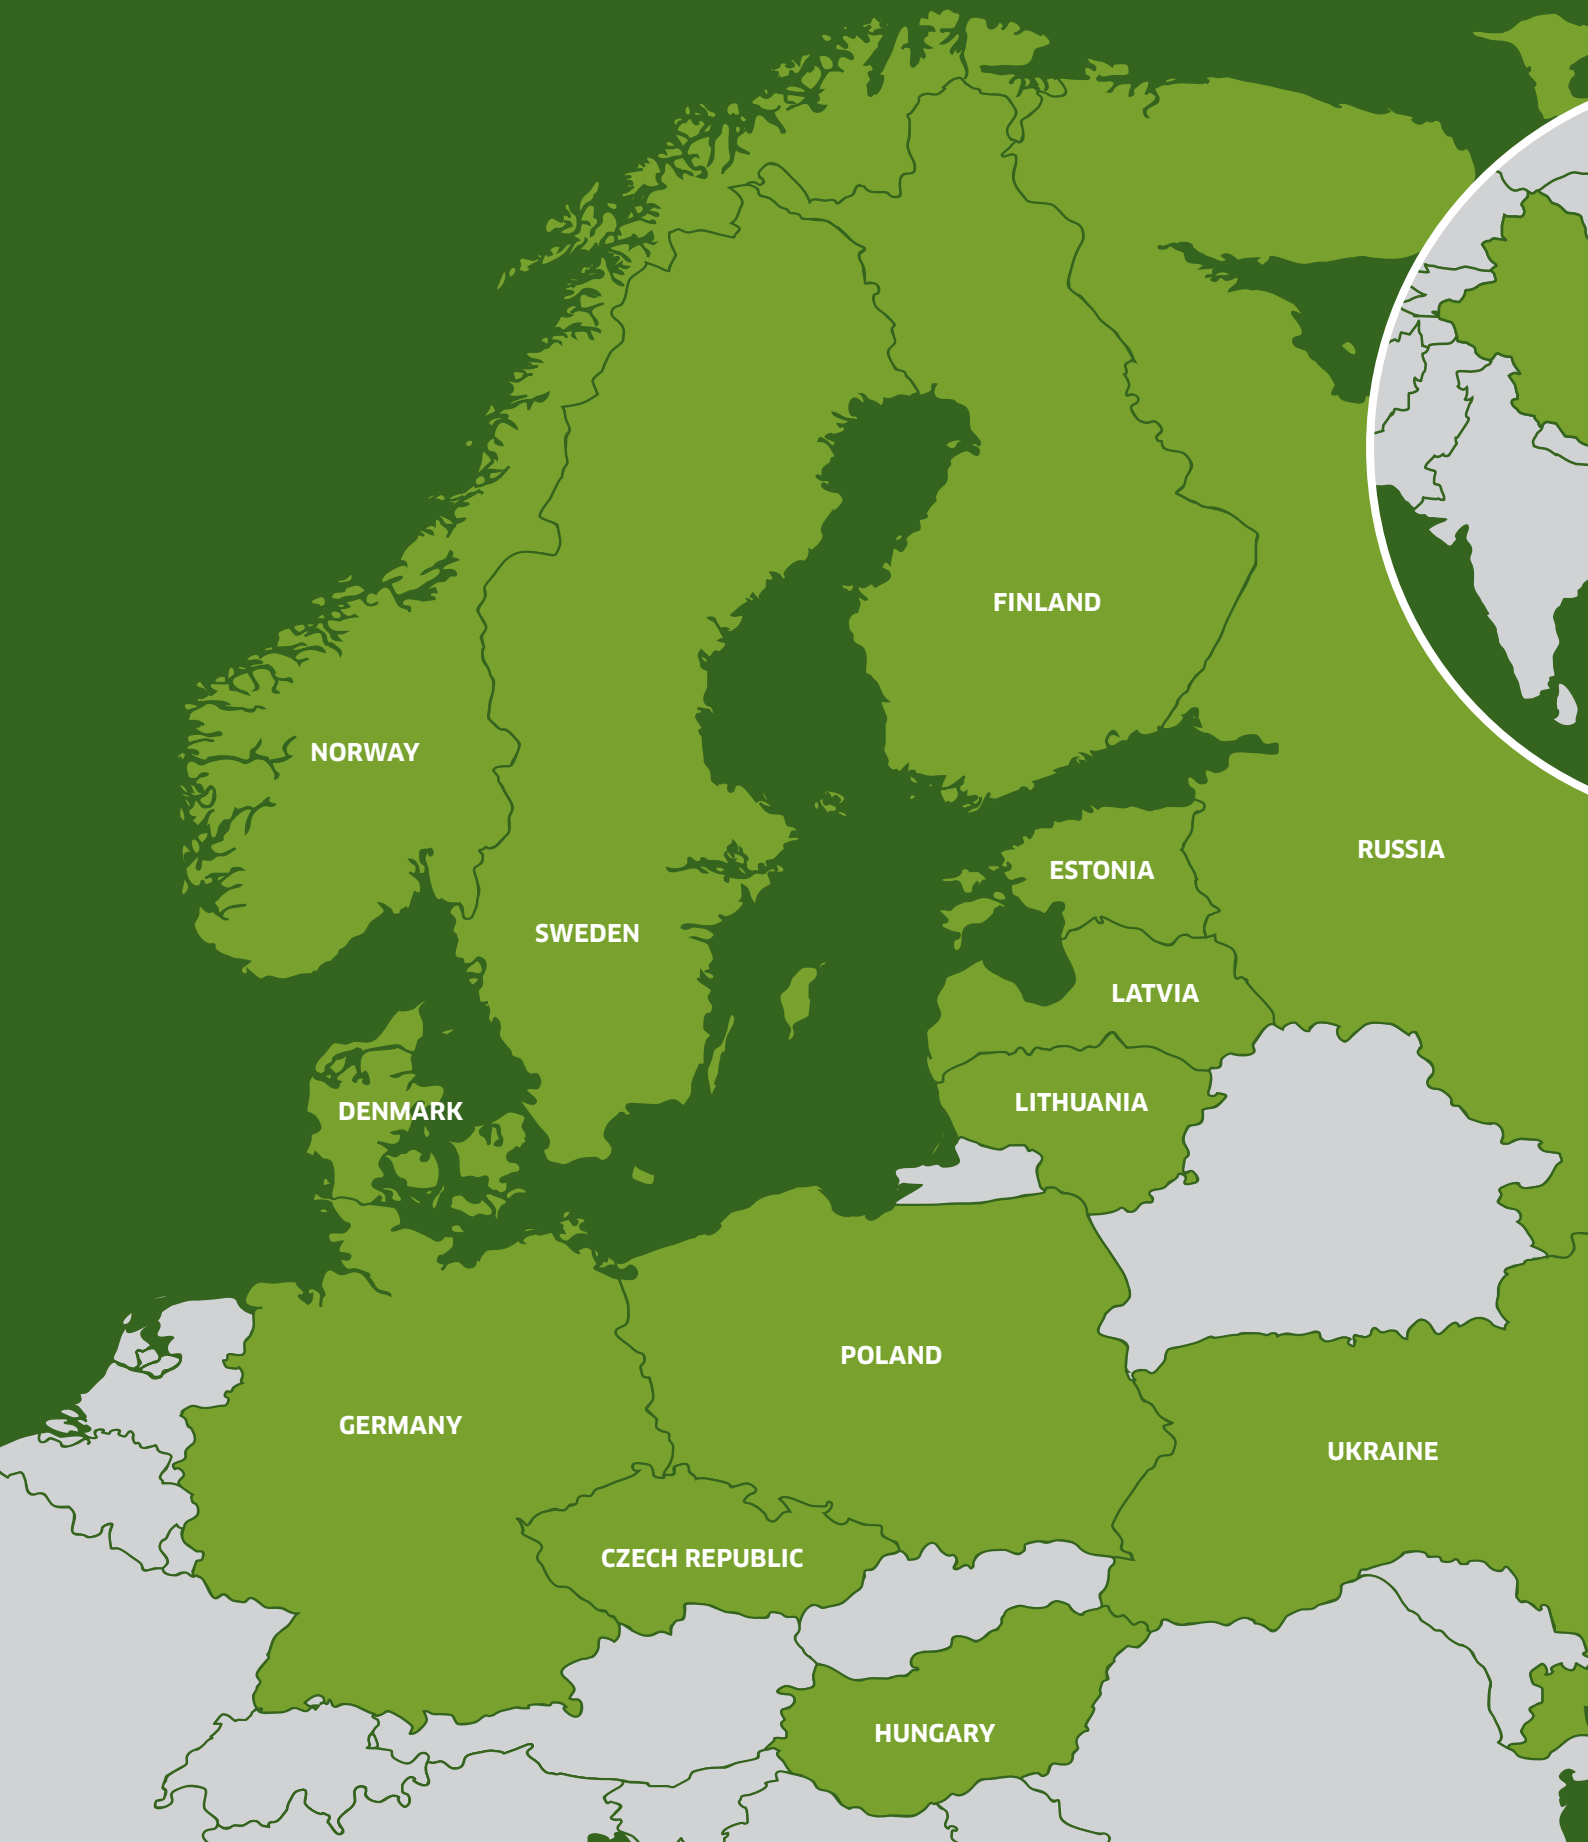 FINLAND
NORWAY
RUSSIA
ESTONIA
SWEDEN
LATVIA
LITHUANIA
DENMARK
POLAND
GERMANY
UKRAINE
CZECH REPUBLIC
HUNGARY